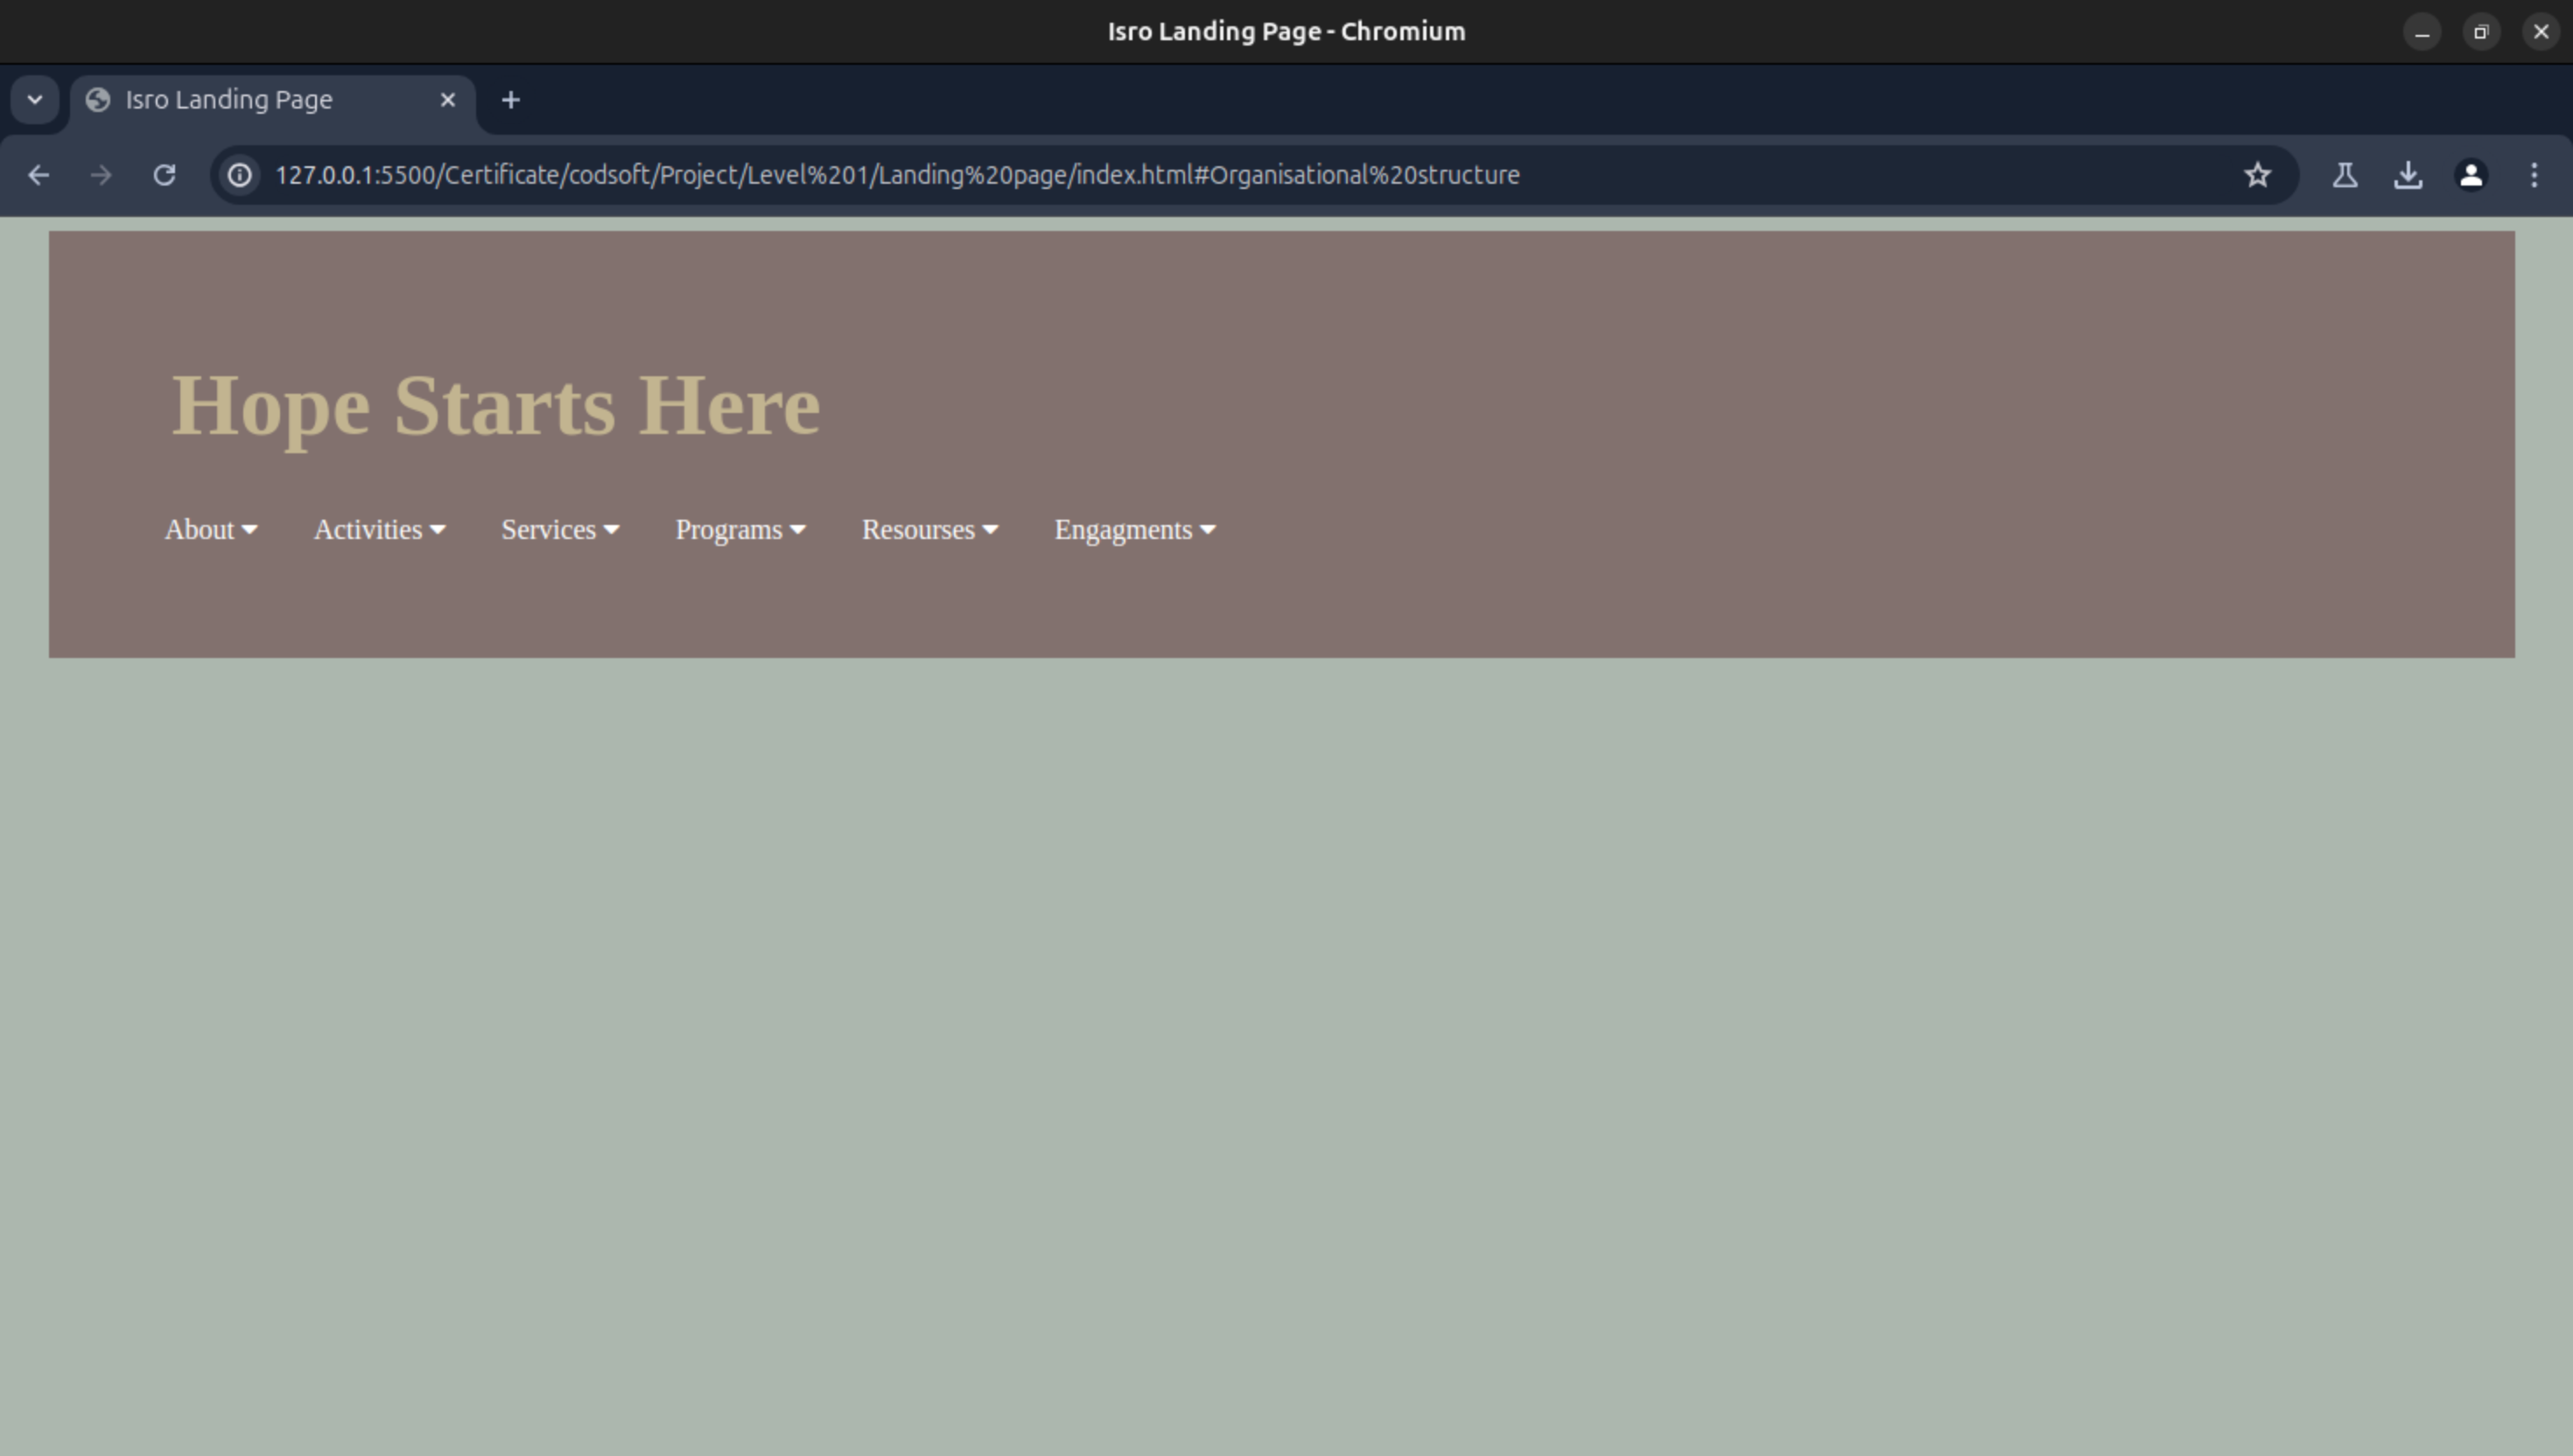 Isro Landing Page - Chromium
Isro Landing Page
127.0.0.1:5500/Certificate/codsoft/Project/Level%201/Landing%20page/index.html#Organisational%20structure
Hope Starts Here
About Activities Services Programs Resourses Engagments